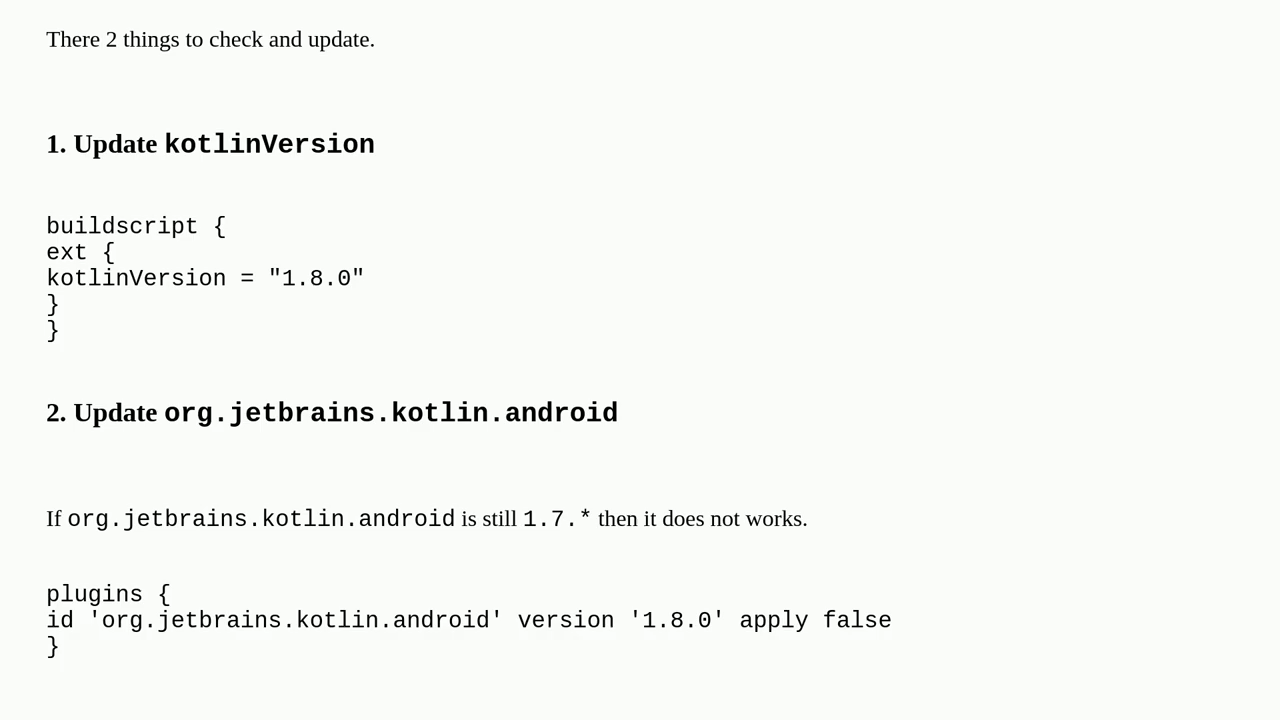 There 2 things to check and update.
1. Update kotlinVersion
buildscript {
ext {
kotlinVersion = "1.8.0"
}
}
2. Update org.jetbrains.kotlin.android
If org.jetbrains.kotlin.android is still 1.7.* then it does not works.
plugins {
id 'org.jetbrains.kotlin.android' version '1.8.0' apply false
}